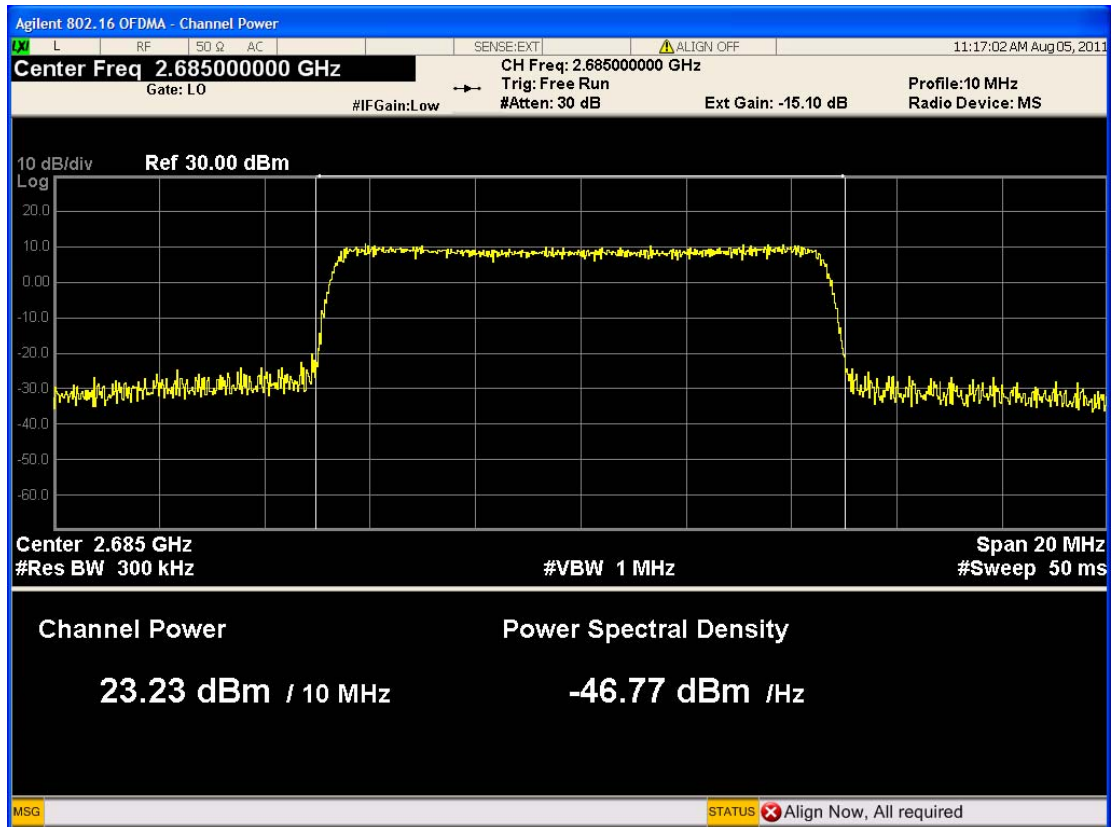 Agilent 802.16 OFDMA - Channel Power
LXI L RF 50 Ω AC SENSE:EXT ALIGN OFF 11:17:02 AM Aug 05, 2011
Center Freq 2.685000000 GHz CH Freq: 2.685000000 GHz
Gate: LO Trig: Free Run Profile:10 MHz
#IFGain:Low #Atten: 30 dB Ext Gain: -15.10 dB Radio Device: MS
10 dB/div Ref 30.00 dBm
Log
20.0
10.0
0.00
-10.0
-20.0
-30.0
-40.0
-50.0
-60.0
Center 2.685 GHz Span 20 MHz
#Res BW 300 kHz #VBW 1 MHz #Sweep 50 ms
Channel Power Power Spectral Density
23.23 dBm / 10 MHz -46.77 dBm /Hz
MSG STATUS Align Now, All required